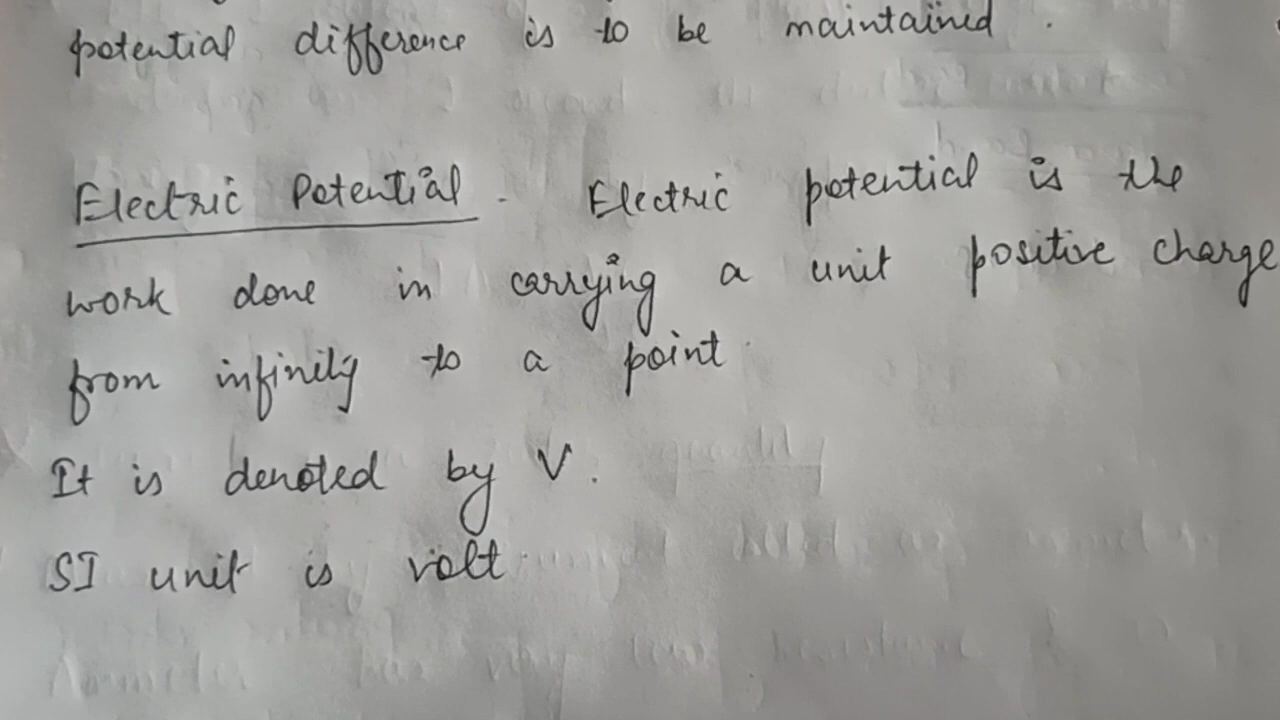 potential difference is to be maintained .
Electric Potential - Electric potential is the
work done in carrying a unit positive charge
from infinity to a point.
It is denoted by V.
SI unit is volt